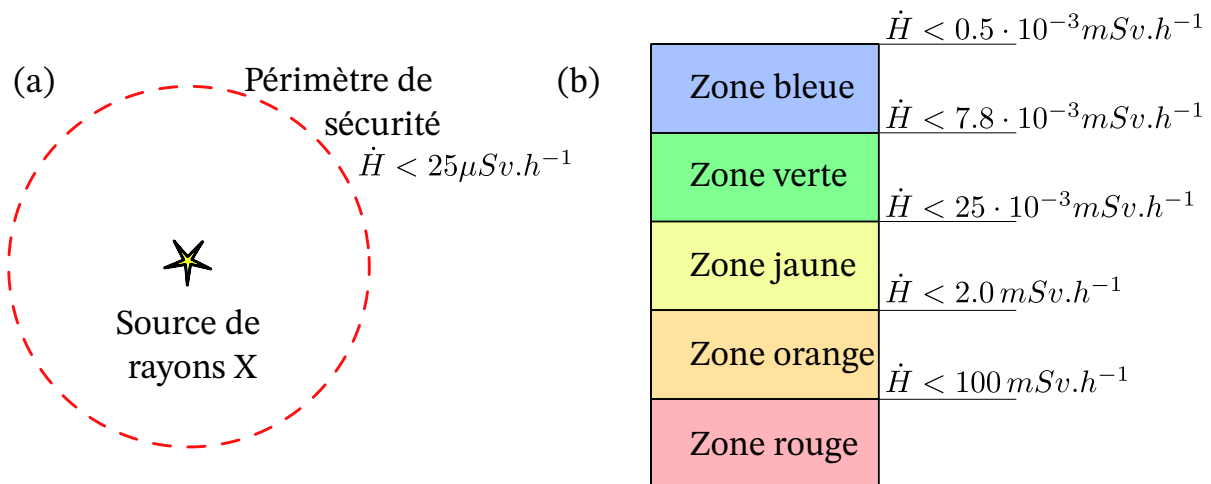 (a)
Périmètre de
sécurité
Ḣ < 25μSv.h⁻¹
Source de
rayons X
(b)
Ḣ < 0.5 · 10⁻³mSv.h⁻¹
Zone bleue
Ḣ < 7.8 · 10⁻³mSv.h⁻¹
Zone verte
Ḣ < 25 · 10⁻³mSv.h⁻¹
Zone jaune
Ḣ < 2.0 mSv.h⁻¹
Zone orange
Ḣ < 100 mSv.h⁻¹
Zone rouge